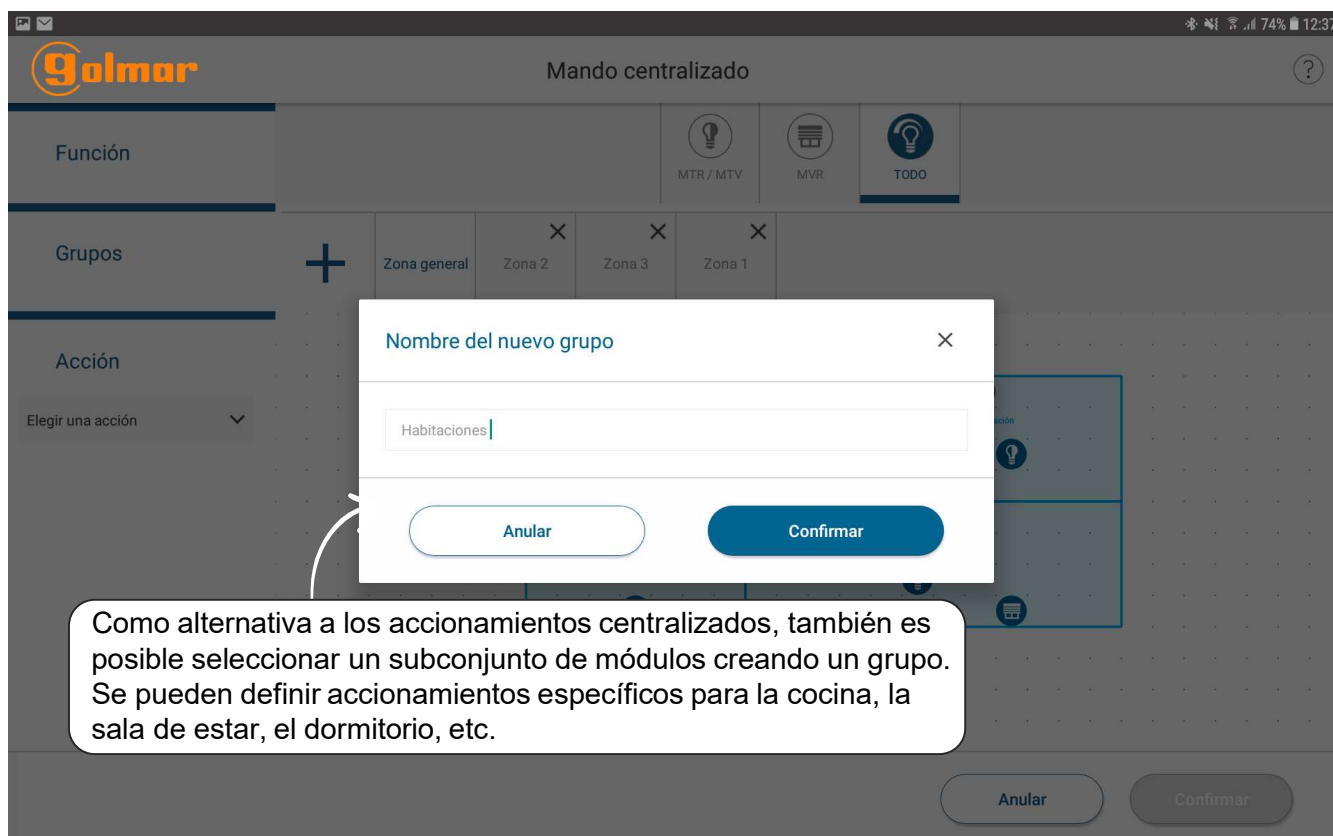 74% 12:37
golmar
Mando centralizado
?
Función
MTR / MTV
MVR
TODO
Grupos
Zona general
Zona 2
Zona 3
Zona 1
Nombre del nuevo grupo
Acción
Elegir una acción
Habitaciones
Anular
Confirmar
Como alternativa a los accionamientos centralizados, también es
posible seleccionar un subconjunto de módulos creando un grupo.
Se pueden definir accionamientos específicos para la cocina, la
sala de estar, el dormitorio, etc.
Anular
Confirmar